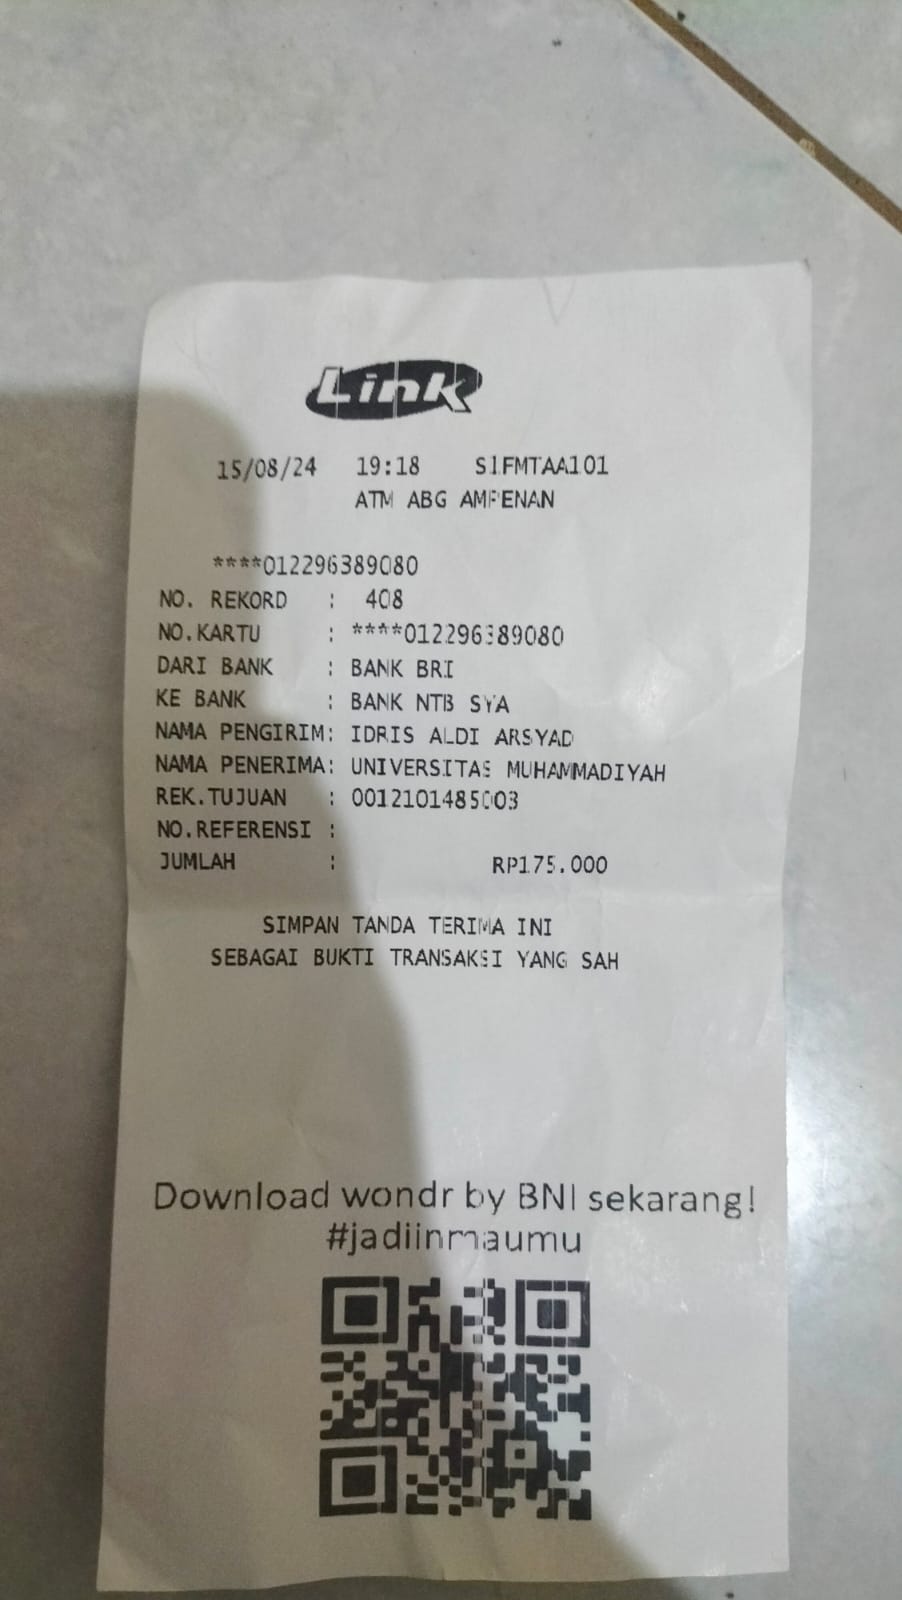 Link
15/08/24 19:18 S1FMTAA101
ATM ABG AMPENAN
****012296389080
NO. REKORD : 408
NO.KARTU : ****012296389080
DARI BANK : BANK BRI
KE BANK : BANK NTB SYA
NAMA PENGIRIM: IDRIS ALDI ARSYAD
NAMA PENERIMA: UNIVERSITAS MUHAMMADIYAH
REK.TUJUAN : 0012101485003
NO.REFERENSI :
JUMLAH : RP175.000
SIMPAN TANDA TERIMA INI
SEBAGAI BUKTI TRANSAKSI YANG SAH
Download wondr by BNI sekarang!
#jadiinmaumu